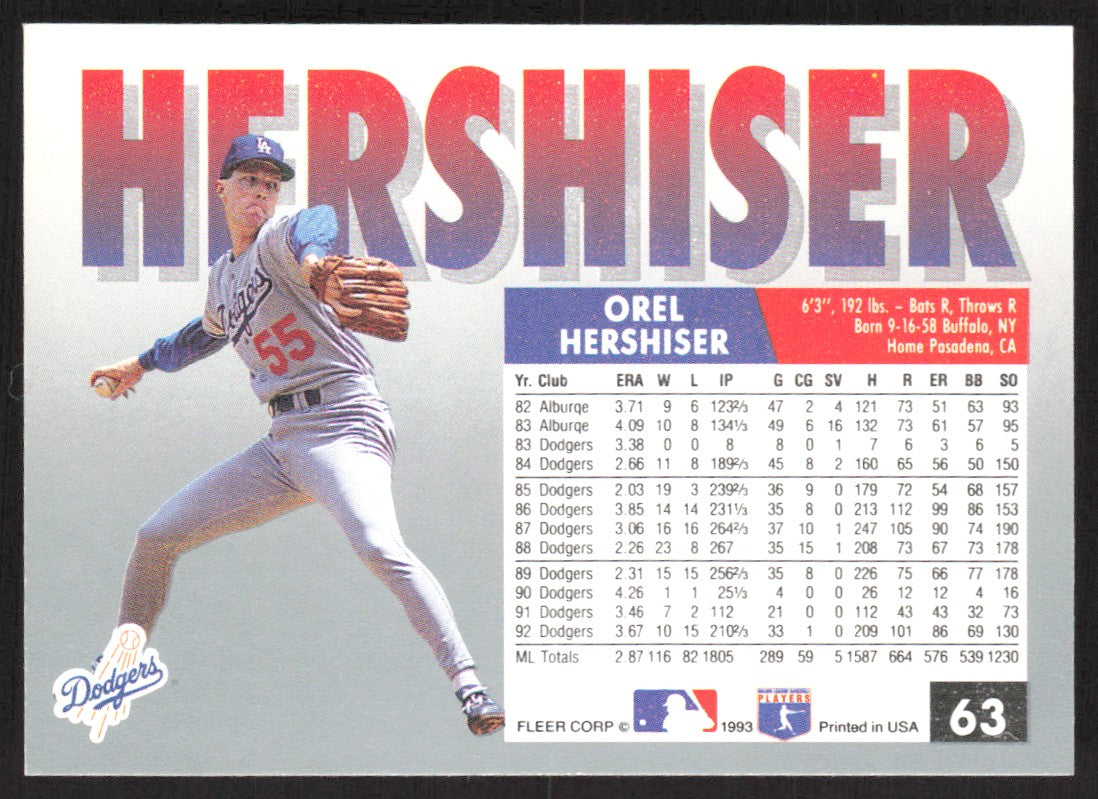 HERSHISER
LA
Dodgers
55
OREL
HERSHISER
6'3'', 192 lbs. – Bats R, Throws R
Born 9-16-58 Buffalo, NY
Home Pasadena, CA
Yr. Club ERA W L IP G CG SV H R ER BB SO
82 Alburqe 3.71 9 6 123⅔ 47 2 4 121 73 51 63 93
83 Alburqe 4.09 10 8 134⅓ 49 6 16 132 73 61 57 95
83 Dodgers 3.38 0 0 8 8 0 1 7 6 3 6 5
84 Dodgers 2.66 11 8 189⅔ 45 8 2 160 65 56 50 150
85 Dodgers 2.03 19 3 239⅔ 36 9 0 179 72 54 68 157
86 Dodgers 3.85 14 14 231⅓ 35 8 0 213 112 99 86 153
87 Dodgers 3.06 16 16 264⅔ 37 10 1 247 105 90 74 190
88 Dodgers 2.26 23 8 267 35 15 1 208 73 67 73 178
89 Dodgers 2.31 15 15 256⅔ 35 8 0 226 75 66 77 178
90 Dodgers 4.26 1 1 25⅓ 4 0 0 26 12 12 4 16
91 Dodgers 3.46 7 2 112 21 0 0 112 43 43 32 73
92 Dodgers 3.67 10 15 210⅔ 33 1 0 209 101 86 69 130
ML Totals 2.87 116 82 1805 289 59 5 1587 664 576 539 1230
Dodgers
FLEER CORP © 1993
MAJOR LEAGUE BASEBALL
PLAYERS
Printed in USA
63